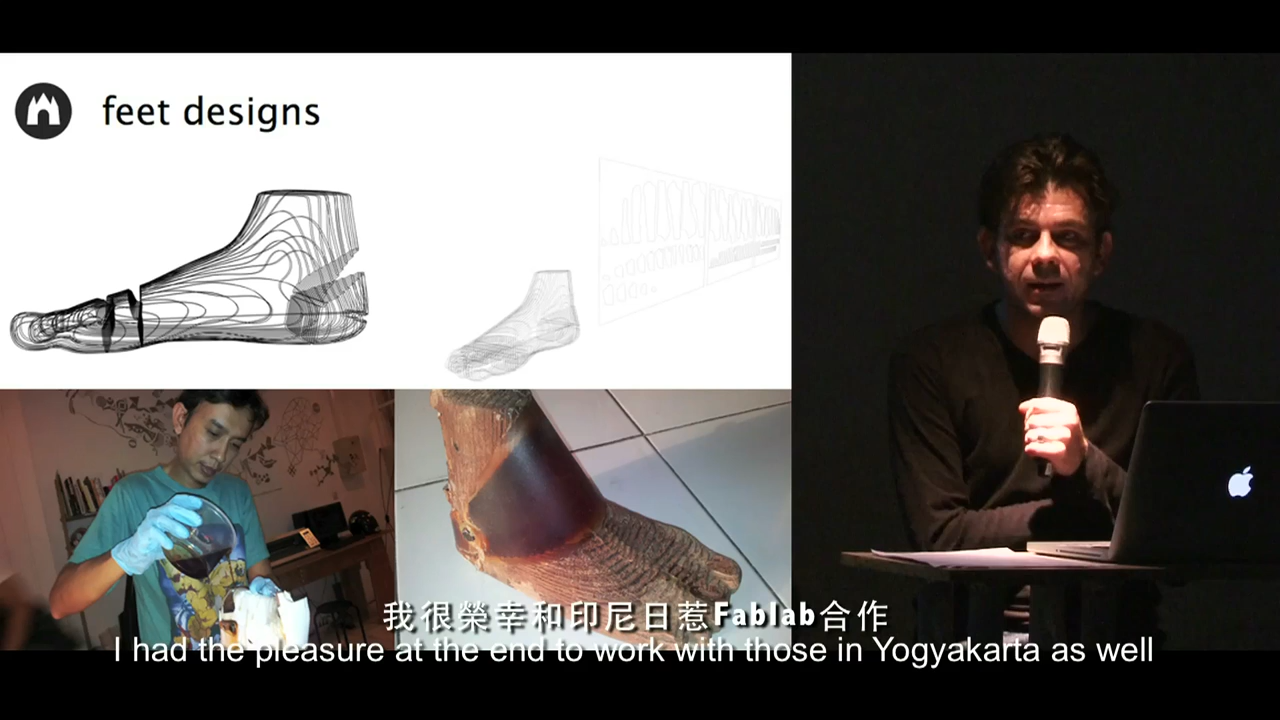 feet designs
我很榮幸和印尼日惹Fablab合作
I had the pleasure at the end to work with those in Yogyakarta as well